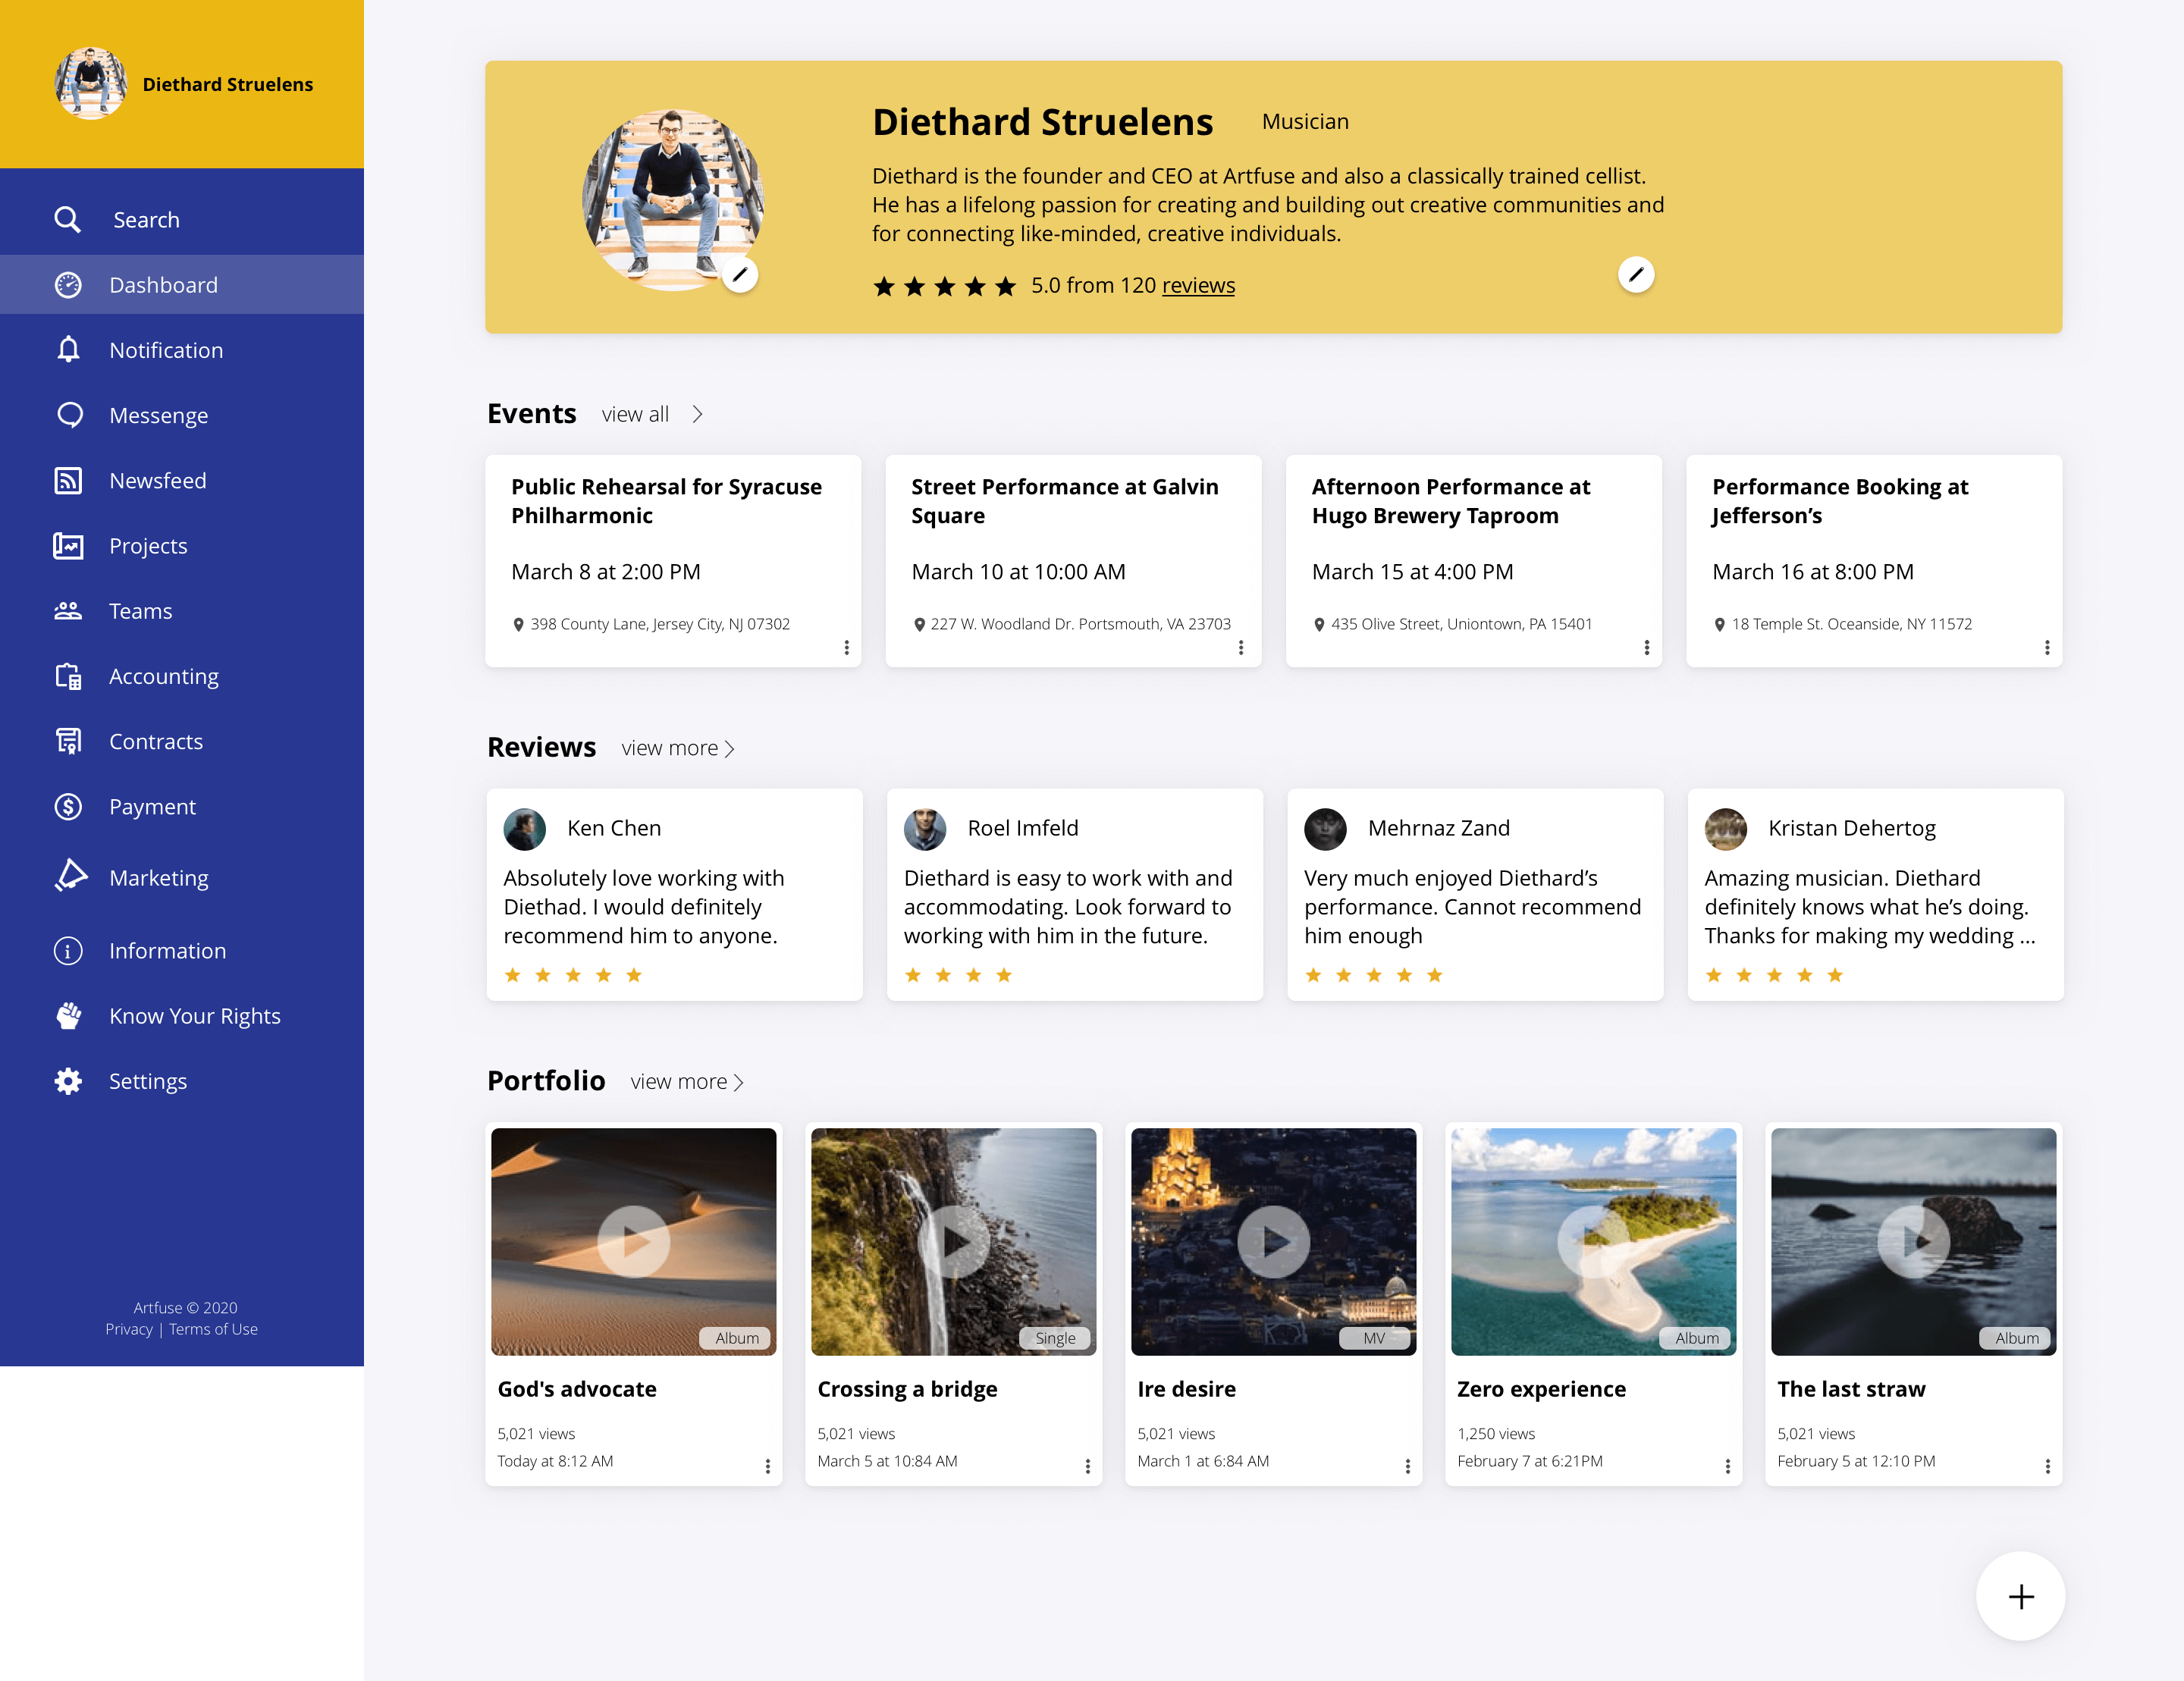 Diethard Struelens
Search
Dashboard
Notification
Messenge
Newsfeed
Projects
Teams
Accounting
Contracts
Payment
Marketing
Information
Know Your Rights
Settings
Artfuse © 2020
Privacy | Terms of Use
Diethard Struelens Musician
Diethard is the founder and CEO at Artfuse and also a classically trained cellist.
He has a lifelong passion for creating and building out creative communities and
for connecting like-minded, creative individuals.
5.0 from 120 reviews
Events view all
Public Rehearsal for Syracuse
Philharmonic
March 8 at 2:00 PM
398 County Lane, Jersey City, NJ 07302
Street Performance at Galvin
Square
March 10 at 10:00 AM
227 W. Woodland Dr. Portsmouth, VA 23703
Afternoon Performance at
Hugo Brewery Taproom
March 15 at 4:00 PM
435 Olive Street, Uniontown, PA 15401
Performance Booking at
Jefferson’s
March 16 at 8:00 PM
18 Temple St. Oceanside, NY 11572
Reviews view more
Ken Chen
Absolutely love working with
Diethad. I would definitely
recommend him to anyone.
Roel Imfeld
Diethard is easy to work with and
accommodating. Look forward to
working with him in the future.
Mehrnaz Zand
Very much enjoyed Diethard’s
performance. Cannot recommend
him enough
Kristan Dehertog
Amazing musician. Diethard
definitely knows what he’s doing.
Thanks for making my wedding ...
Portfolio view more
Album
God's advocate
5,021 views
Today at 8:12 AM
Single
Crossing a bridge
5,021 views
March 5 at 10:84 AM
MV
Ire desire
5,021 views
March 1 at 6:84 AM
Album
Zero experience
1,250 views
February 7 at 6:21PM
Album
The last straw
5,021 views
February 5 at 12:10 PM